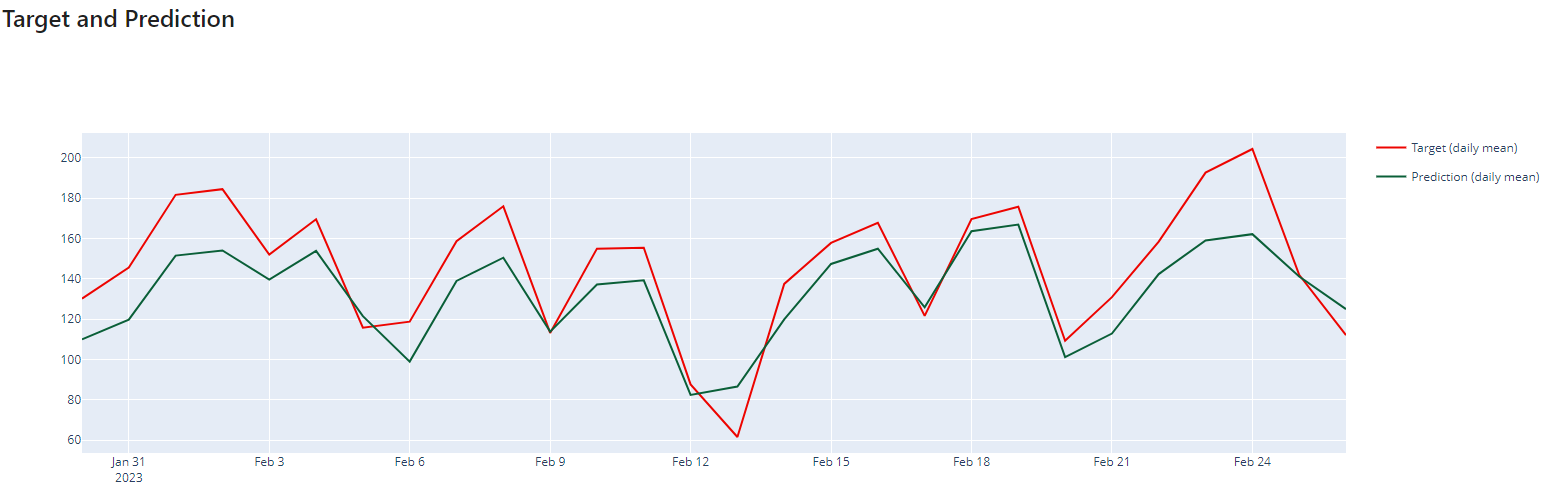 Target and Prediction
200
180
160
140
120
100
80
60
Jan 31
2023
Feb 3
Feb 6
Feb 9
Feb 12
Feb 15
Feb 18
Feb 21
Feb 24
Target (daily mean)
Prediction (daily mean)